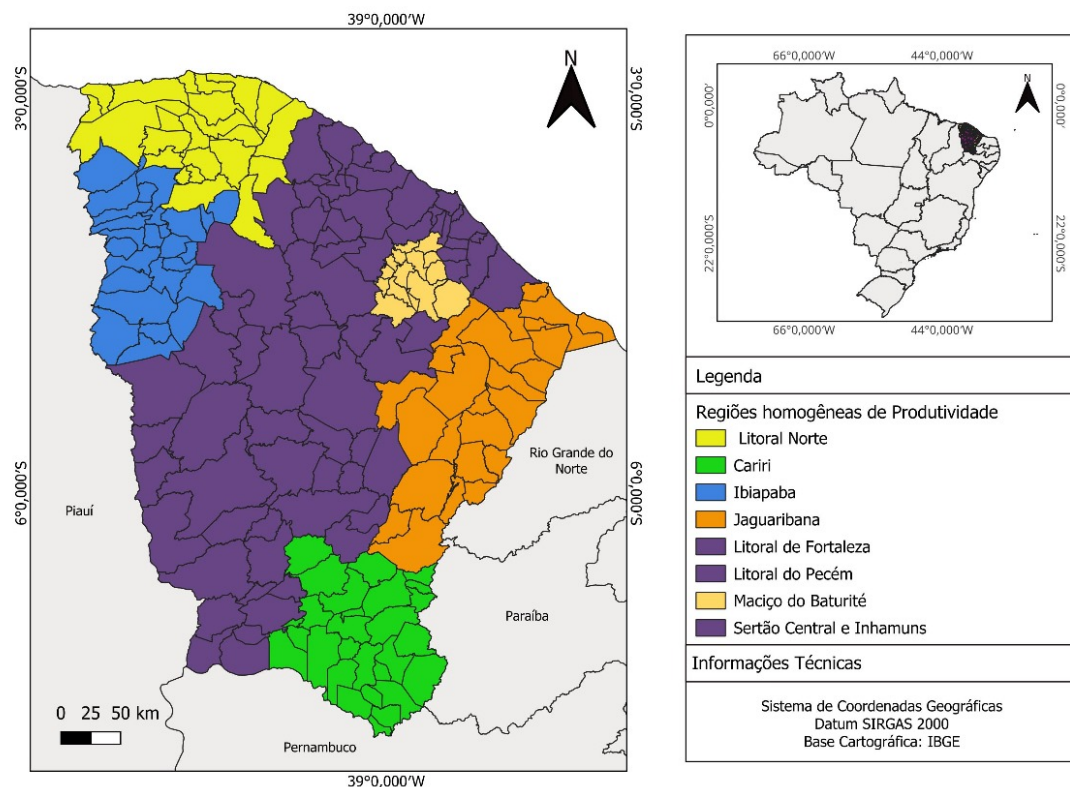 39°0,000'W
N
3°0,000'S
3°0,000'S
Rio Grande do
Norte
6°0,000'S
6°0,000'S
Piauí
Paraíba
0 25 50 km
Pernambuco
39°0,000'W
66°0,000'W 44°0,000'W
N
0°0,000'
0°0,000'
22°0,000'S
22°0,000'S
66°0,000'W 44°0,000'W
Legenda
Regiões homogêneas de Produtividade
Litoral Norte
Cariri
Ibiapaba
Jaguaribana
Litoral de Fortaleza
Litoral do Pecém
Maciço do Baturité
Sertão Central e Inhamuns
Informações Técnicas
Sistema de Coordenadas Geográficas
Datum SIRGAS 2000
Base Cartográfica: IBGE